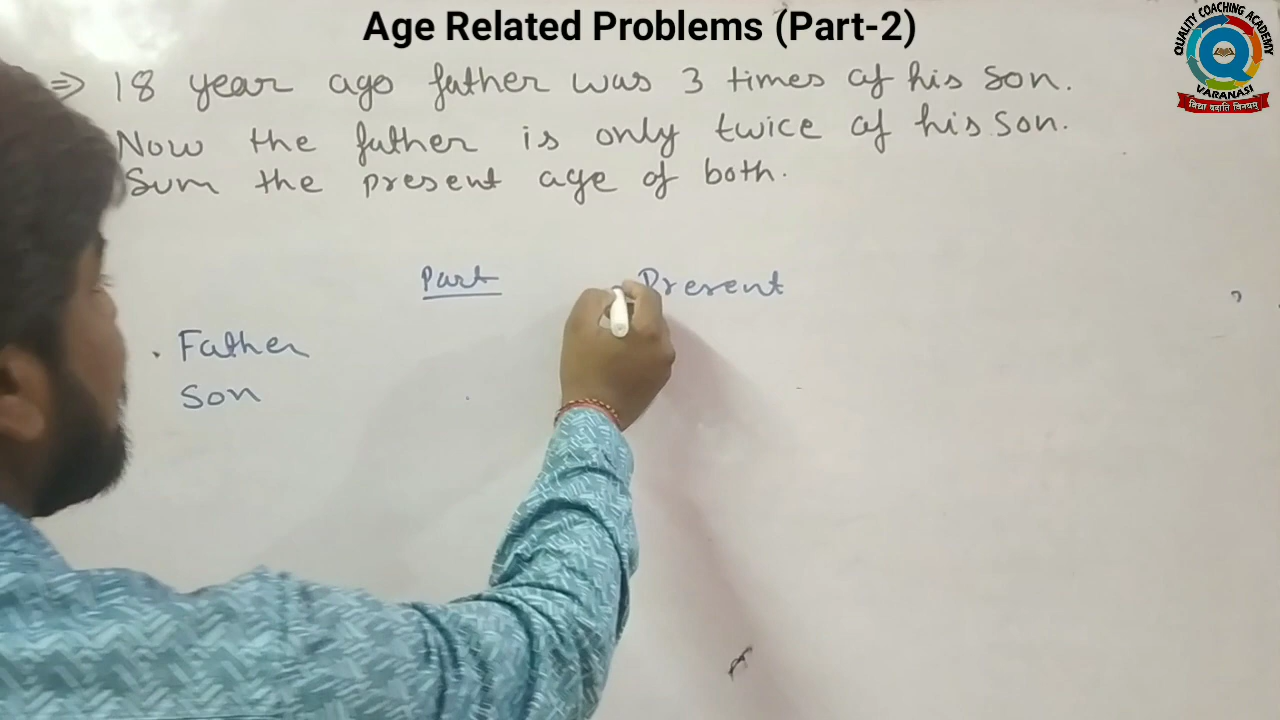 Age Related Problems (Part-2)
QUALITY COACHING ACADEMY
Q
VARANASI
⇒ 18 year ago father was 3 times of his son.
Now the father is only twice of his son.
Sum the present age of both.
Part Present
Father
Son